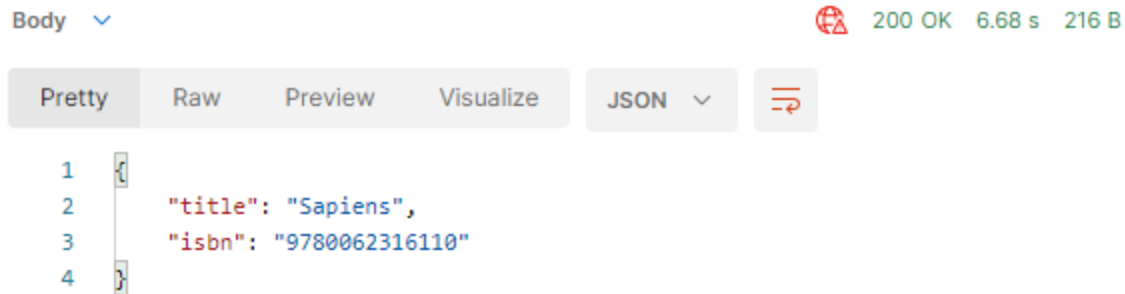 Body 200 OK 6.68 s 216 B
Pretty Raw Preview Visualize JSON
1 {
2 "title": "Sapiens",
3 "isbn": "9780062316110"
4 }